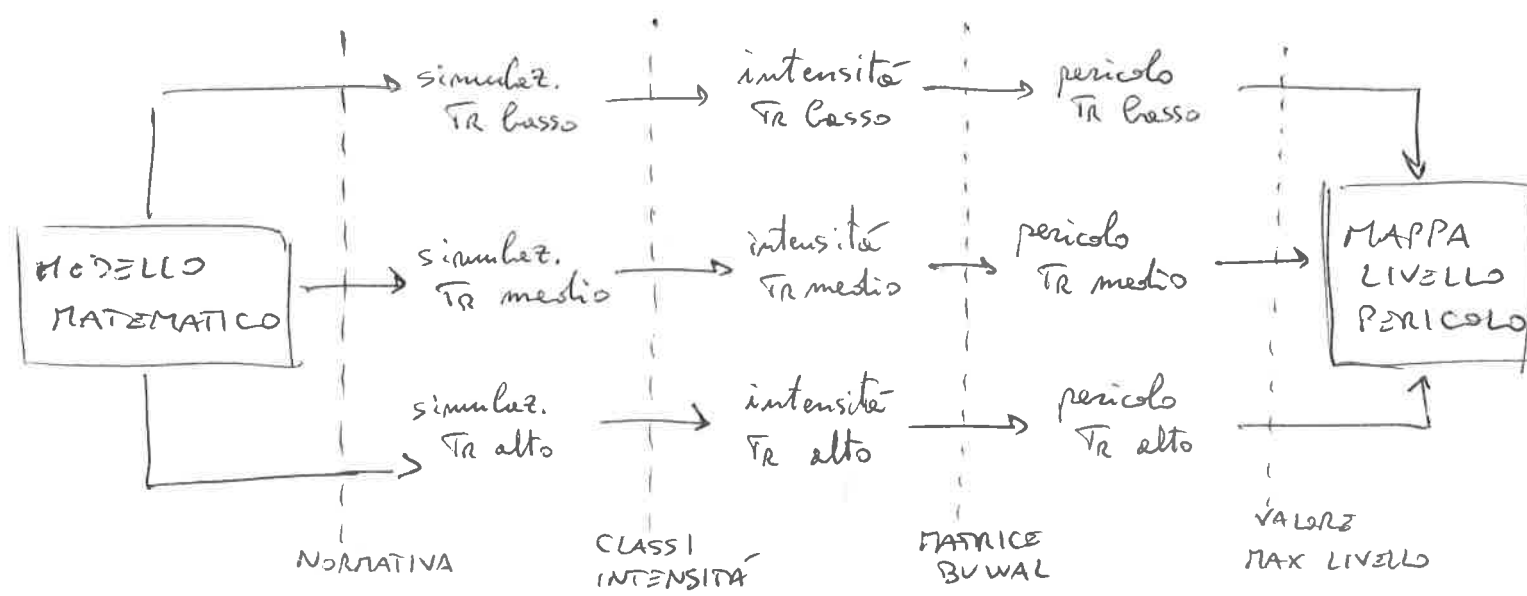 simulaz.
TR basso
intensità
TR basso
pericolo
TR basso
MODELLO
MATEMATICO
simulaz.
TR medio
intensità
TR medio
pericolo
TR medio
MAPPA
LIVELLO
PERICOLO
simulaz.
TR alto
intensità
TR alto
pericolo
TR alto
NORMATIVA
CLASSI
INTENSITÀ
MATRICE
BUWAL
VALORE
MAX LIVELLO